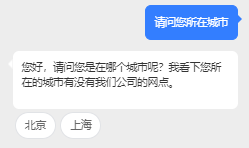 请问您所在城市
您好，请问您是在哪个城市呢？我看下您所
在的城市有没有我们公司的网点。
北京
上海